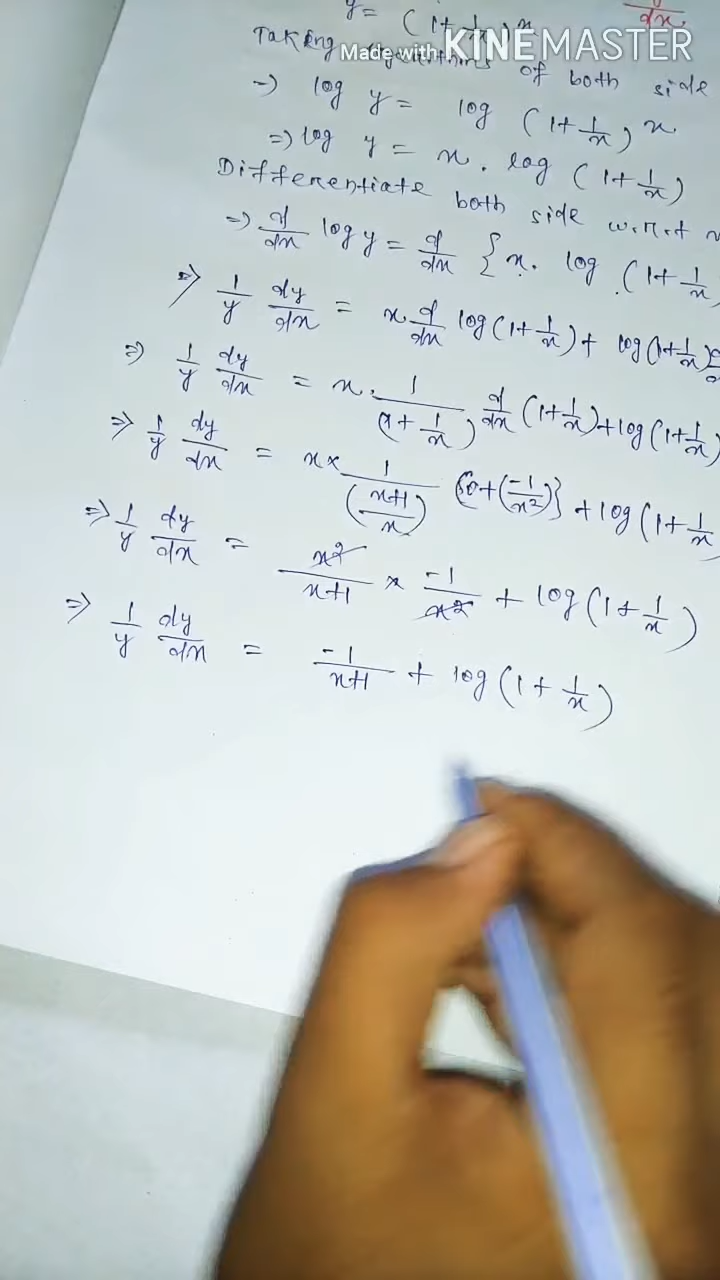 y = (1+1/x)x
dx
Taking of both side
Made with KINEMASTER
→ log y = log (1+1/x)x
⇒ log y = x. log (1+1/x)
Differentiate both side w.r.t
⇒ d/dx log y = d/dx {x. log (1+1/x
⇒ 1/y dy/dx = x. d/dx log(1+1/x) + log(1+1/x)
⇒ 1/y dy/dx = x. 1/(1+1/x) d/dx (1+1/x)+log(1+1/x)
⇒ 1/y dy/dx = x× 1/((x+1)/x) {0+(-1/x²)} + log(1+1/x
⇒ 1/y dy/dx = x²/x+1 × -1/x² + log(1+1/x)
⇒ 1/y dy/dx = -1/x+1 + log(1+1/x)